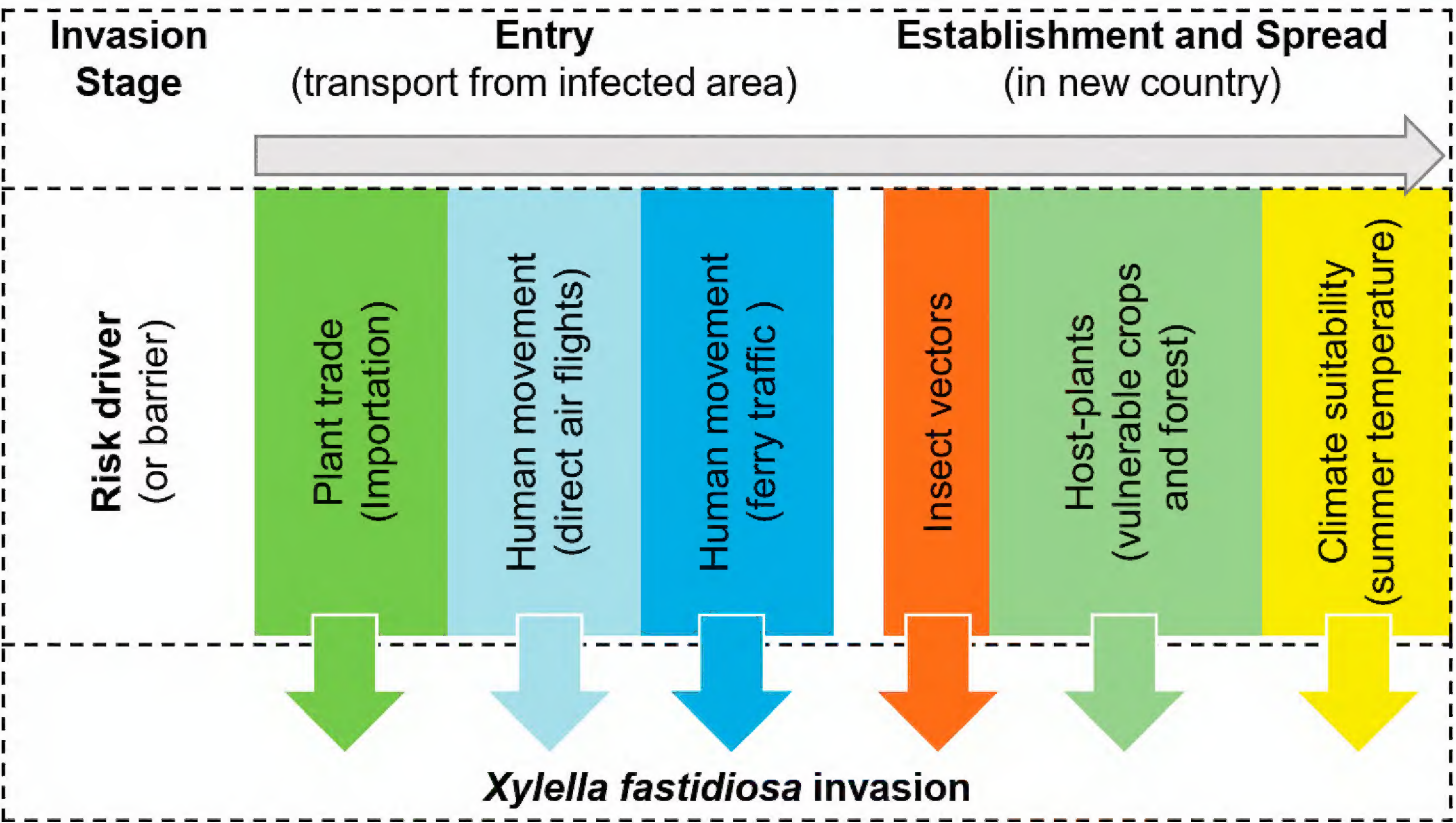 Invasion
Stage
Entry
(transport from infected area)
Establishment and Spread
(in new country)
Risk driver
(or barrier)
Plant trade
(Importation)
Human movement
(direct air flights)
Human movement
(ferry traffic )
Insect vectors
Host-plants
(vulnerable crops
and forest)
Climate suitability
(summer temperature)
Xylella fastidiosa invasion